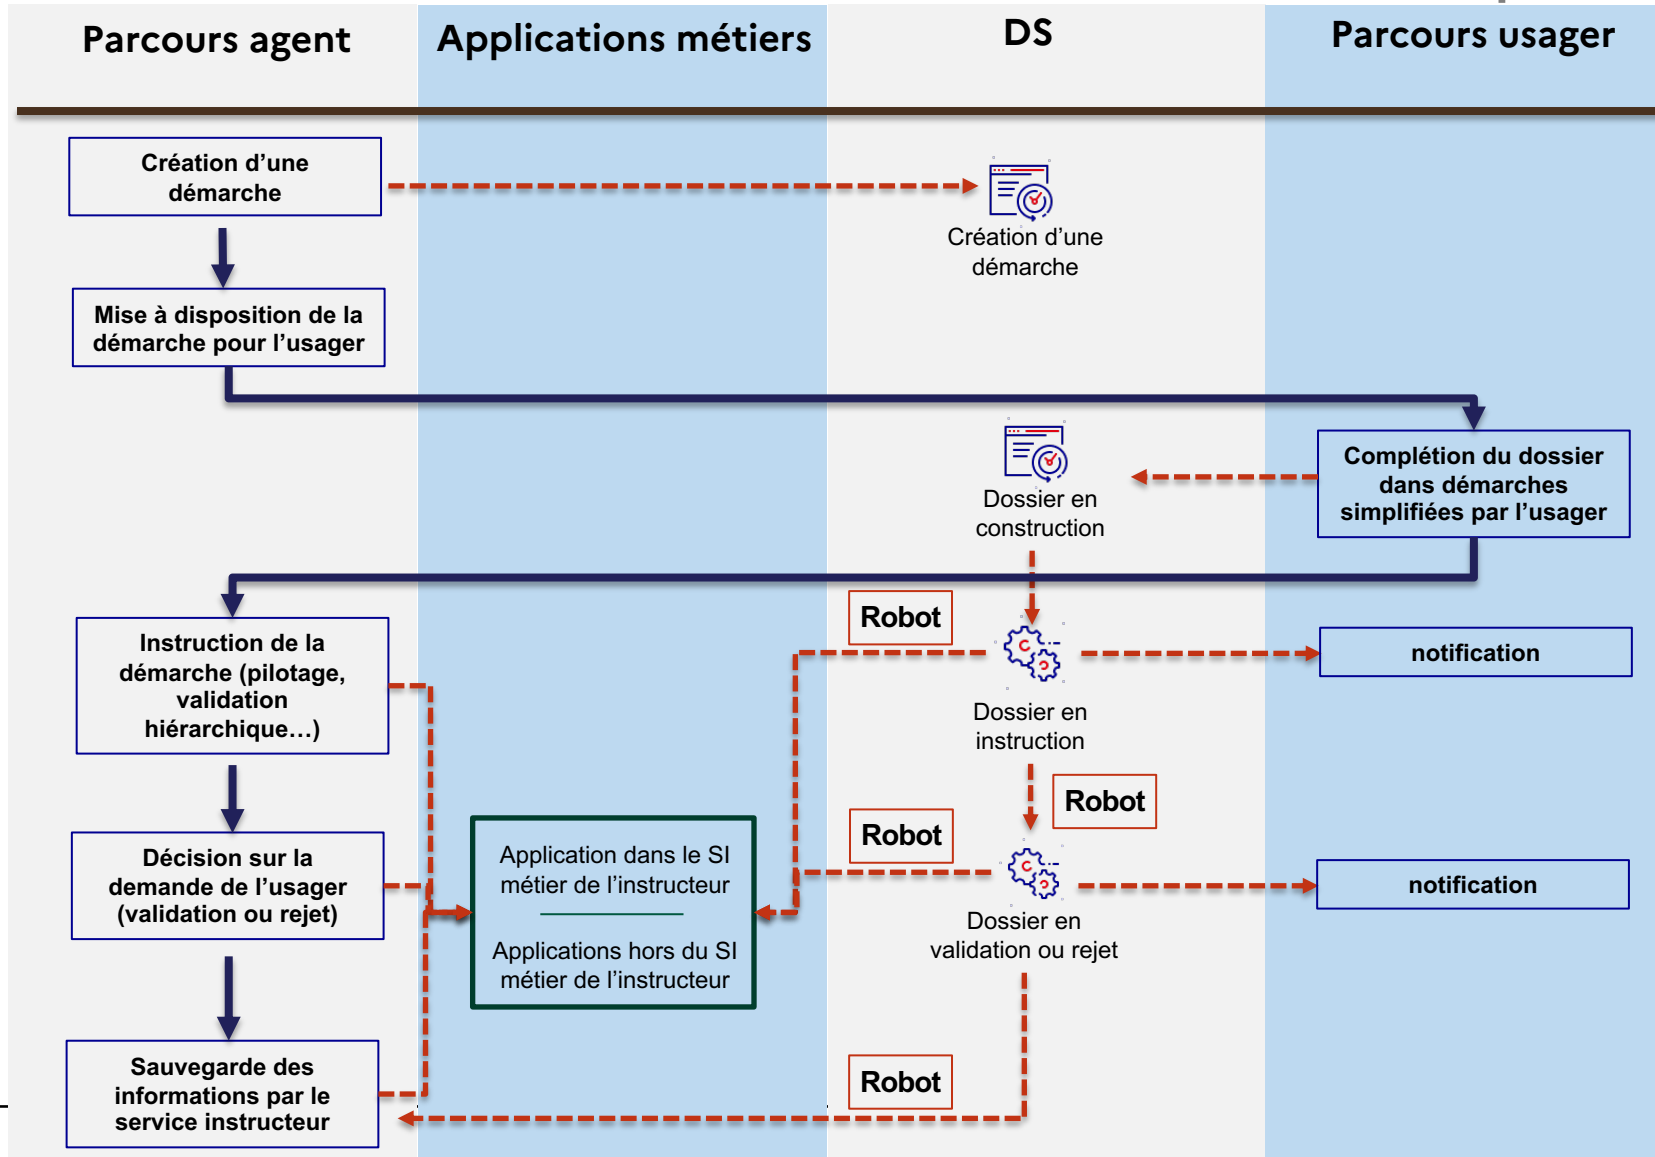 Parcours agent
Applications métiers
DS
Parcours usager
Création d’une
démarche
Création d’une
démarche
Mise à disposition de la
démarche pour l’usager
Dossier en
construction
Complétion du dossier
dans démarches
simplifiées par l’usager
Robot
Instruction de la
démarche (pilotage,
validation
hiérarchique…)
notification
Dossier en
instruction
Robot
Robot
Décision sur la
demande de l’usager
(validation ou rejet)
Application dans le SI
métier de l’instructeur
Applications hors du SI
métier de l’instructeur
notification
Dossier en
validation ou rejet
Sauvegarde des
informations par le
service instructeur
Robot